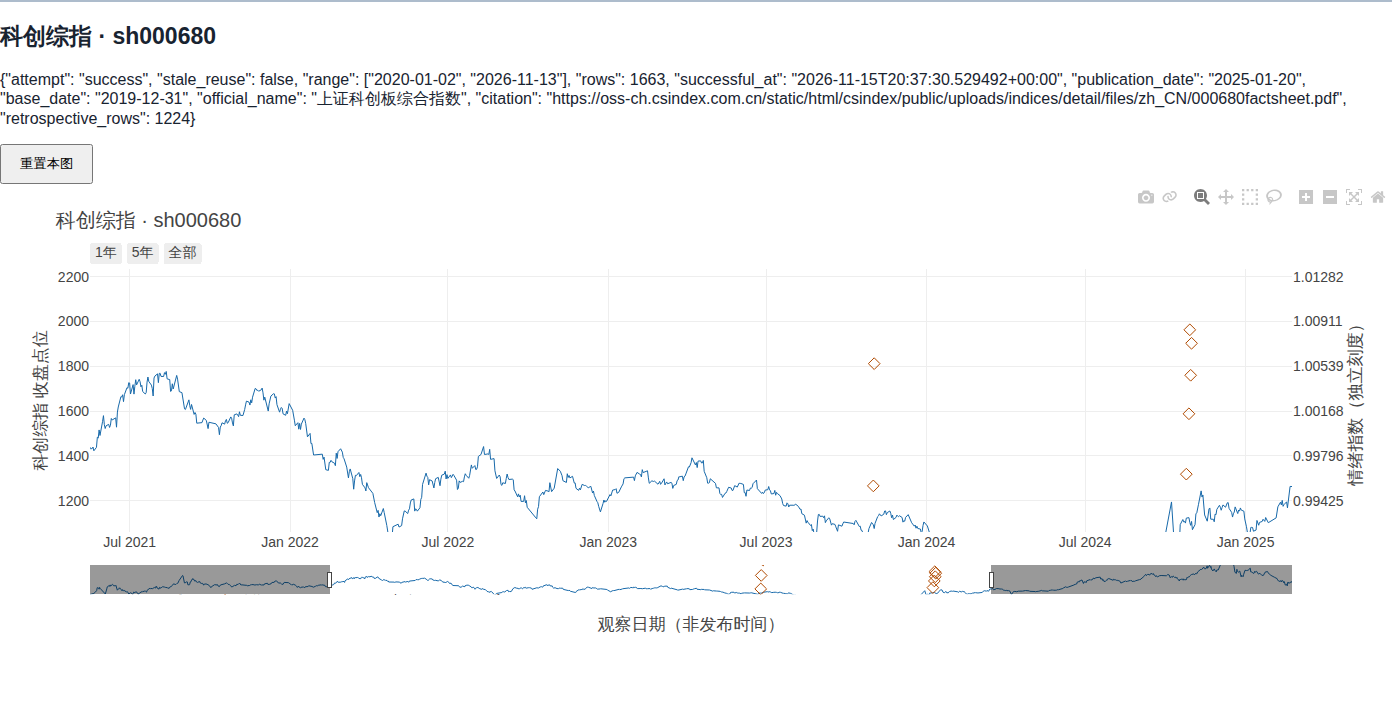 科创综指 · sh000680
{"attempt": "success", "stale_reuse": false, "range": ["2020-01-02", "2026-11-13"], "rows": 1663, "successful_at": "2026-11-15T20:37:30.529492+00:00", "publication_date": "2025-01-20",
"base_date": "2019-12-31", "official_name": "上证科创板综合指数", "citation": "https://oss-ch.csindex.com.cn/static/html/csindex/public/uploads/indices/detail/files/zh_CN/000680factsheet.pdf",
"retrospective_rows": 1224}
重置本图
科创综指 · sh000680
1年 5年 全部
2200
2000
1800
1600
1400
1200
科创综指 收盘点位
1.01282
1.00911
1.00539
1.00168
0.99796
0.99425
情绪指数（独立刻度）
Jul 2021 Jan 2022 Jul 2022 Jan 2023 Jul 2023 Jan 2024 Jul 2024 Jan 2025
观察日期（非发布时间）